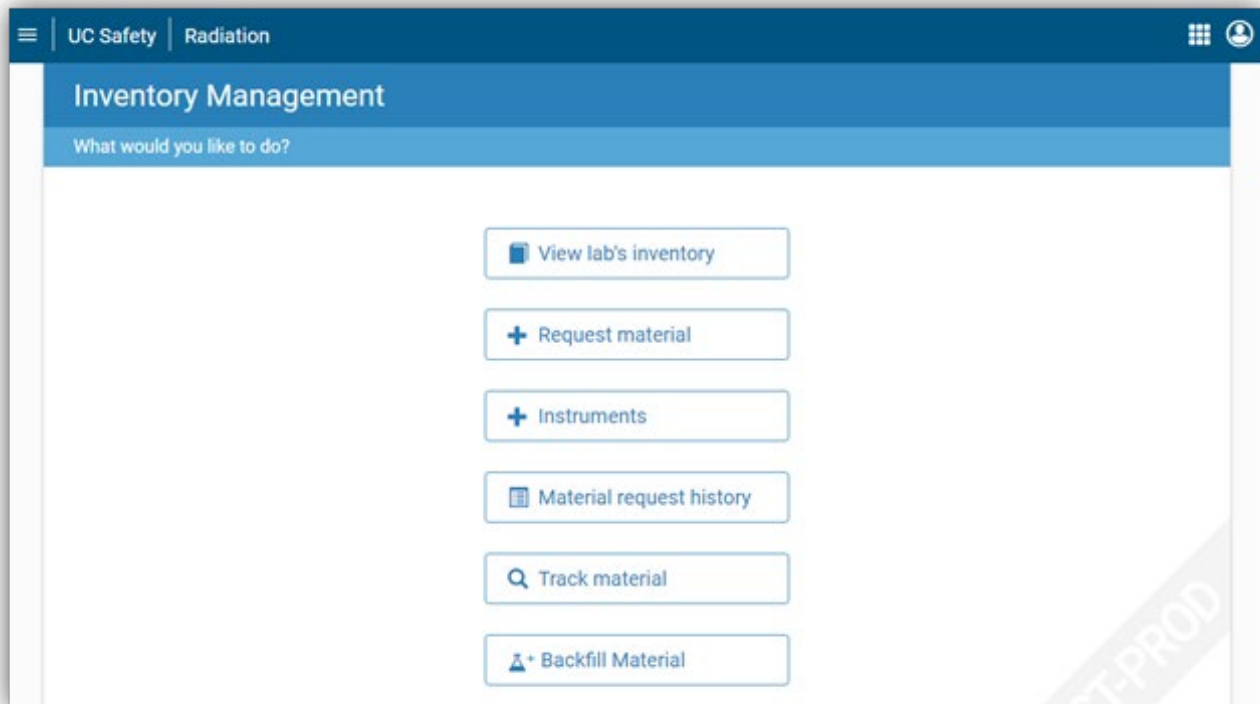 UC Safety Radiation
Inventory Management
What would you like to do?
View lab's inventory
Request material
Instruments
Material request history
Track material
Backfill Material